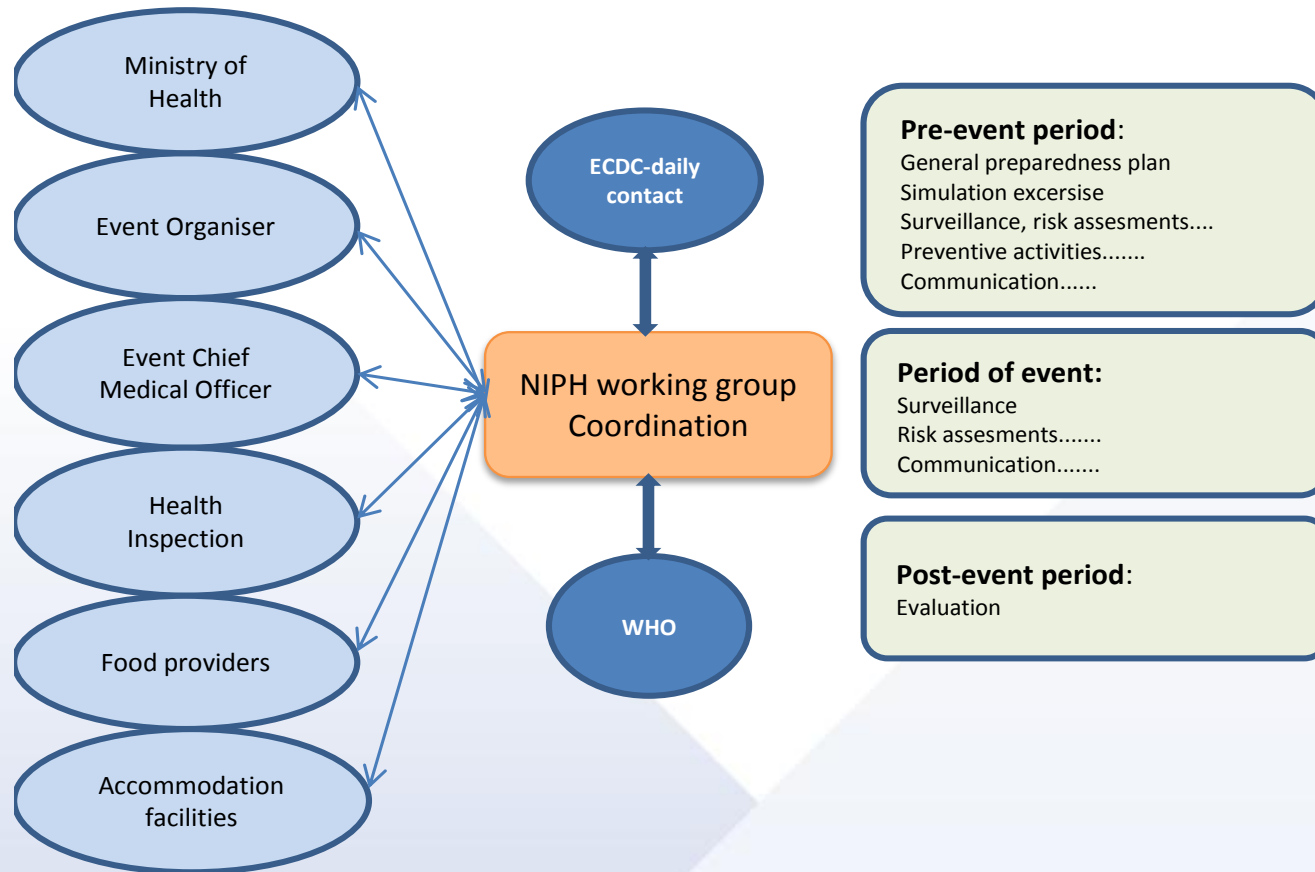 Ministry of
Health
Event Organiser
Event Chief
Medical Officer
Health
Inspection
Food providers
Accommodation
facilities
ECDC-daily
contact
NIPH working group
Coordination
WHO
Pre-event period:
General preparedness plan
Simulation excersise
Surveillance, risk assesments....
Preventive activities.......
Communication......
Period of event:
Surveillance
Risk assesments.......
Communication.......
Post-event period:
Evaluation